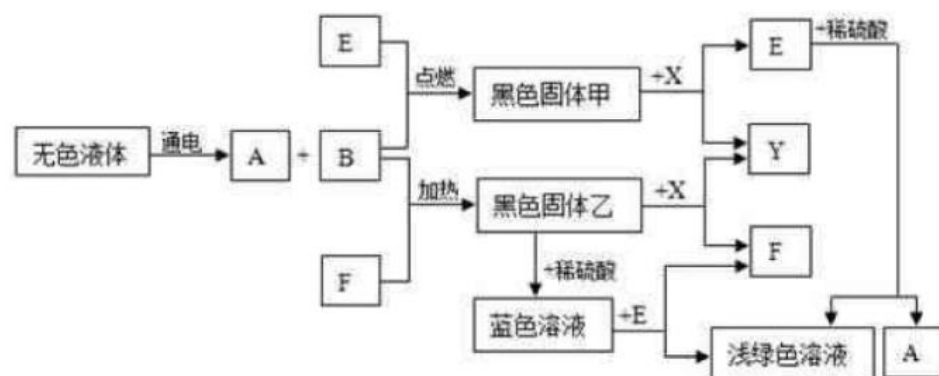 E
E
+稀硫酸
点燃
黑色固体甲
+X
无色液体
通电
A
+
B
Y
加热
黑色固体乙
+X
F
F
+稀硫酸
蓝色溶液
+E
浅绿色溶液
A